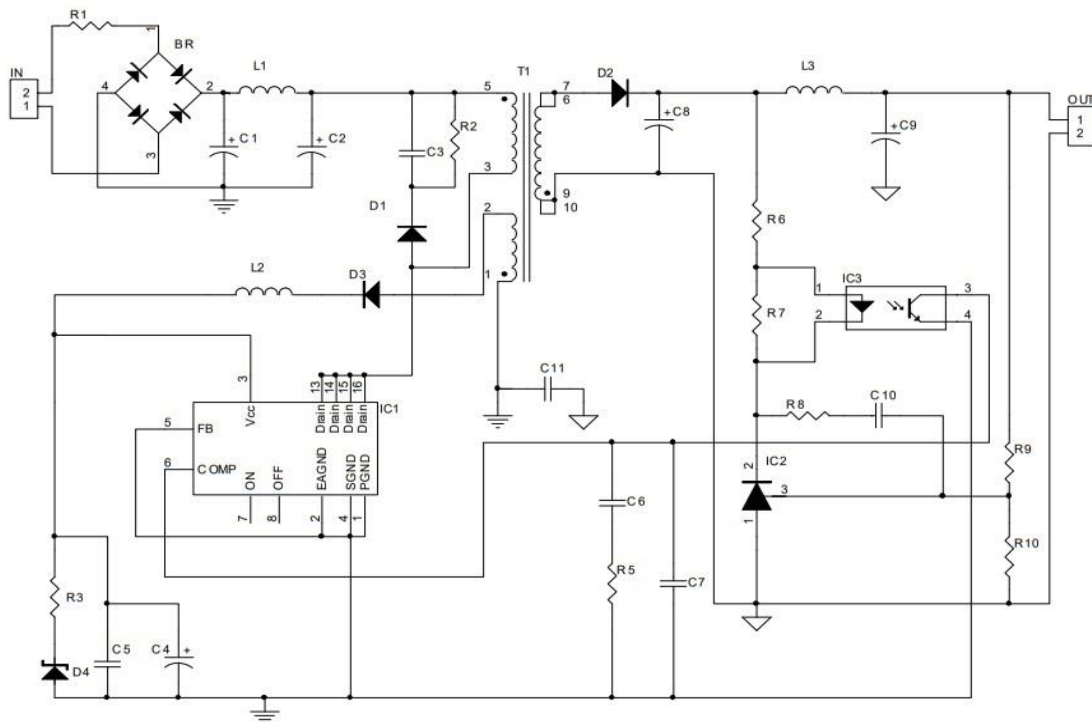 R1
1
BR
IN
2
1
4
2
3
L1
C1
+
C2
+
C3
R2
5
3
2
1
T1
7
6
9
10
D2
C8
+
L3
C9
+
OUT
1
2
D1
L2
D3
R6
R7
1
2
IC3
3
4
C11
R8
C10
3
13
14
15
16
IC1
Vcc
Drain
Drain
Drain
Drain
5
FB
6
COMP
ON
OFF
EAGND
SGND
PGND
7
8
2
4
1
C6
R5
C7
IC2
2
3
1
R9
R10
R3
D4
C5
C4
+